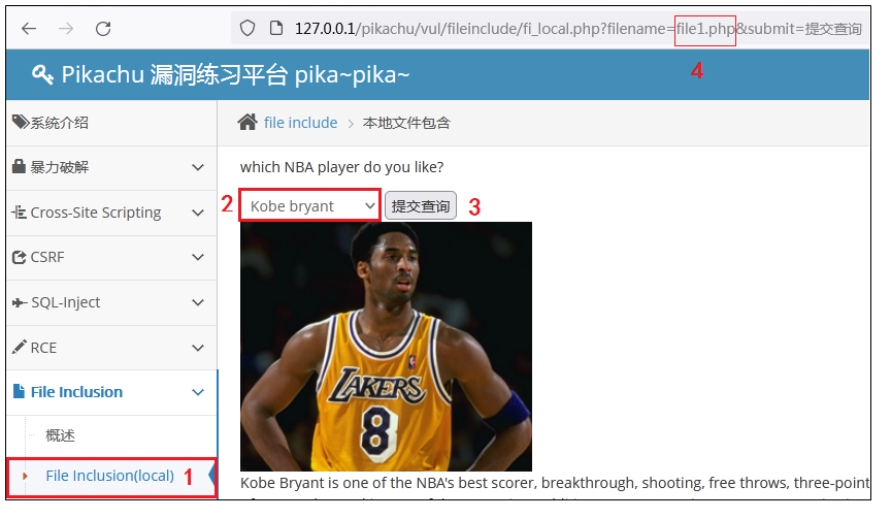 127.0.0.1/pikachu/vul/fileinclude/fi_local.php?filename=file1.php&submit=提交查询
4
Pikachu 漏洞练习平台 pika~pika~
系统介绍
file include > 本地文件包含
暴力破解
which NBA player do you like?
Cross-Site Scripting
2 Kobe bryant 提交查询 3
CSRF
SQL-Inject
RCE
File Inclusion
LAKERS
8
概述
File Inclusion(local) 1
Kobe Bryant is one of the NBA's best scorer, breakthrough, shooting, free throws, three-point